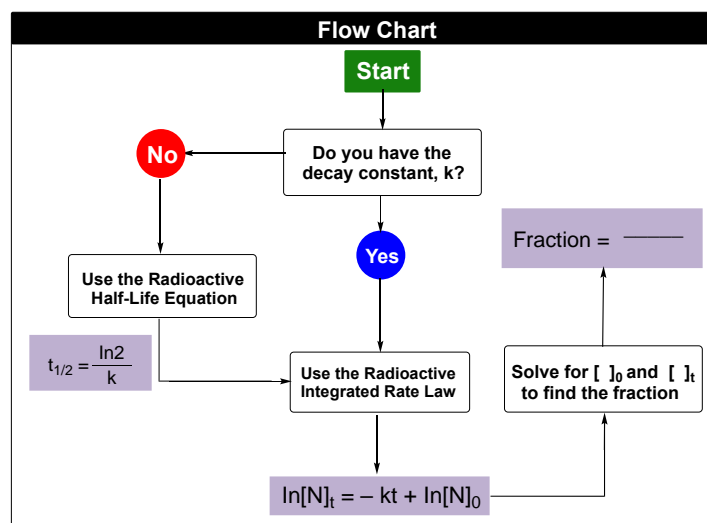 Flow Chart
Start
No
Do you have the
decay constant, k?
Yes
Fraction =
Use the Radioactive
Half-Life Equation
t1/2 = ln2/k
Use the Radioactive
Integrated Rate Law
Solve for [ ]0 and [ ]t
to find the fraction
ln[N]t = – kt + ln[N]0